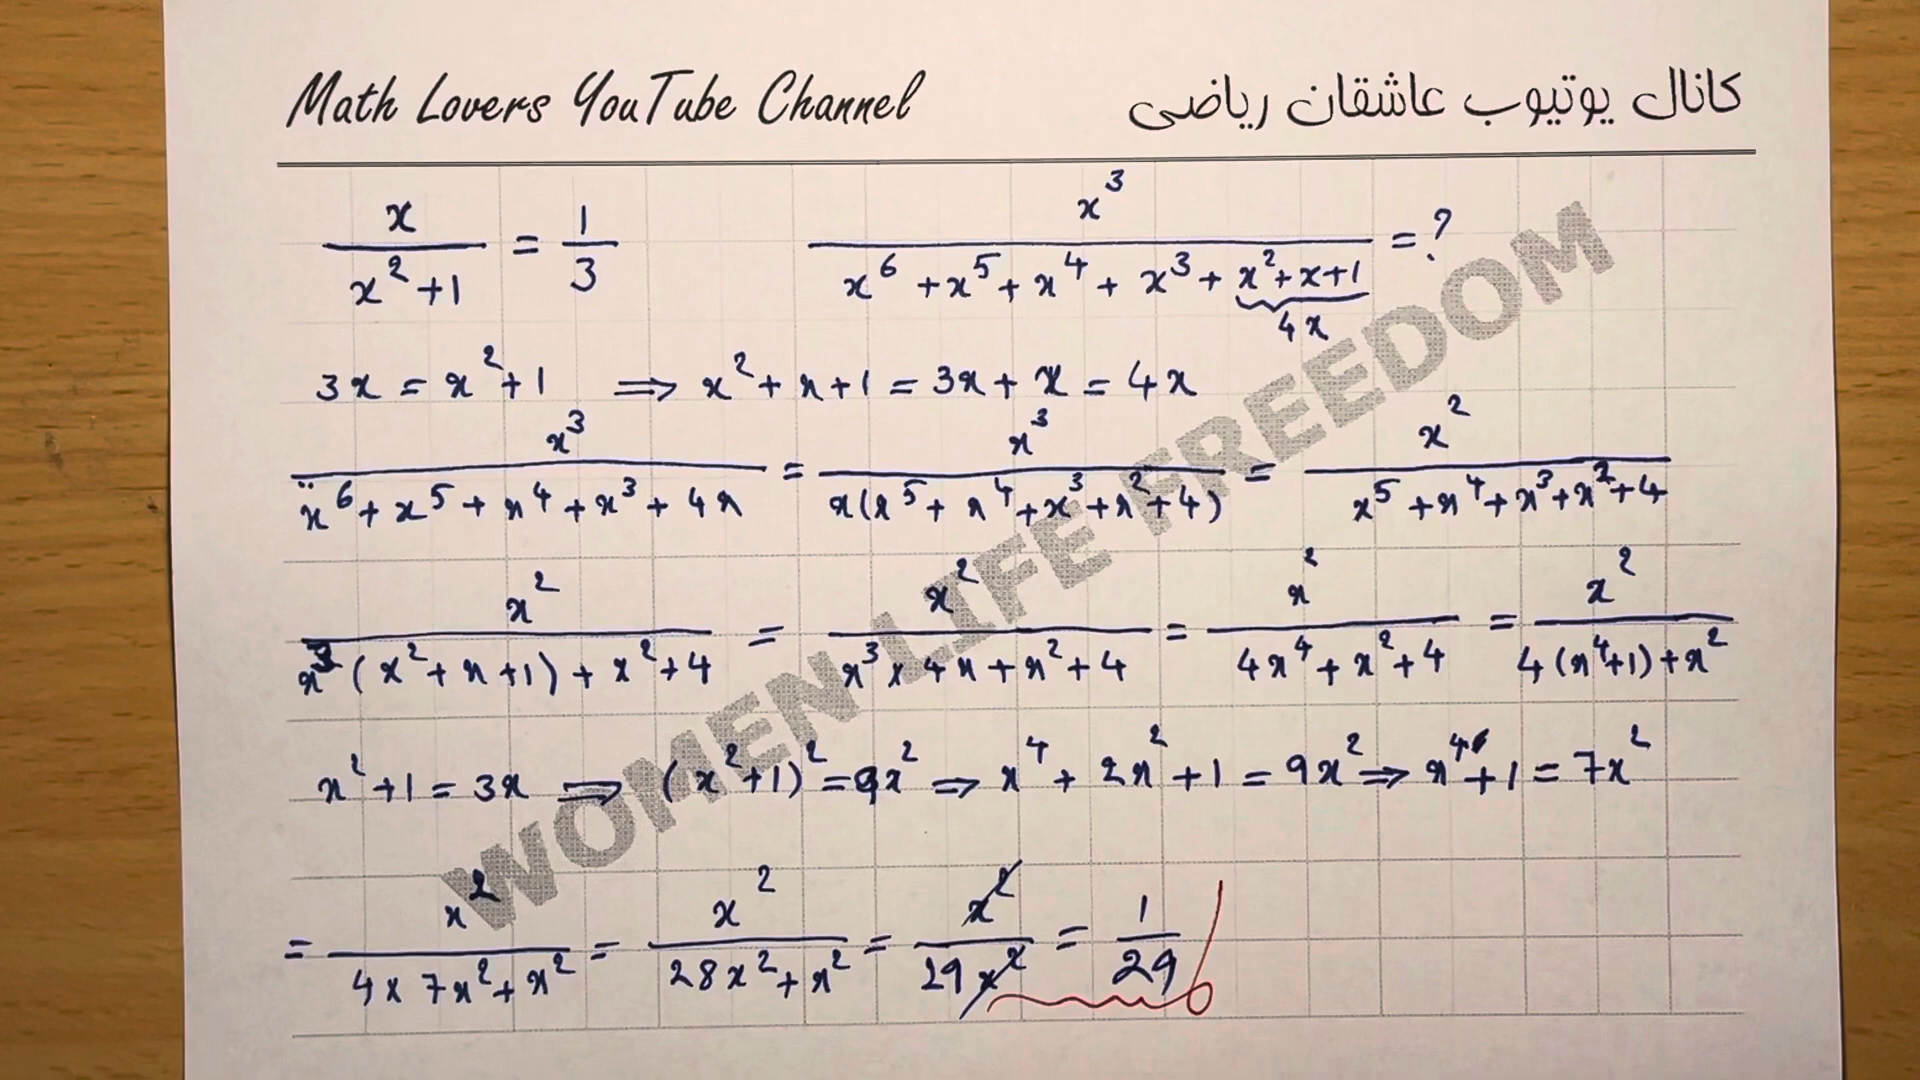 Math Lovers YouTube Channel
کانال یوتیوب عاشقان ریاضی
x/(x²+1) = 1/3    x³/(x⁶+x⁵+x⁴+x³+x²+x+1) = ?
4x
3x = x²+1 ⇒ x²+x+1 = 3x+x = 4x
x³/(x⁶+x⁵+x⁴+x³+4x) = x³/(x(x⁵+x⁴+x³+x²+4)) = x²/(x⁵+x⁴+x³+x²+4)
x²/(x³(x²+x+1)+x²+4) = x²/(x³×4x+x²+4) = x²/(4x⁴+x²+4) = x²/(4(x⁴+1)+x²)
x²+1 = 3x ⇒ (x²+1)² = 9x² ⇒ x⁴+2x²+1 = 9x² ⇒ x⁴+1 = 7x²
= x²/(4×7x²+x²) = x²/(28x²+x²) = x²/(29x²) = 1/29
WOMEN LIFE FREEDOM